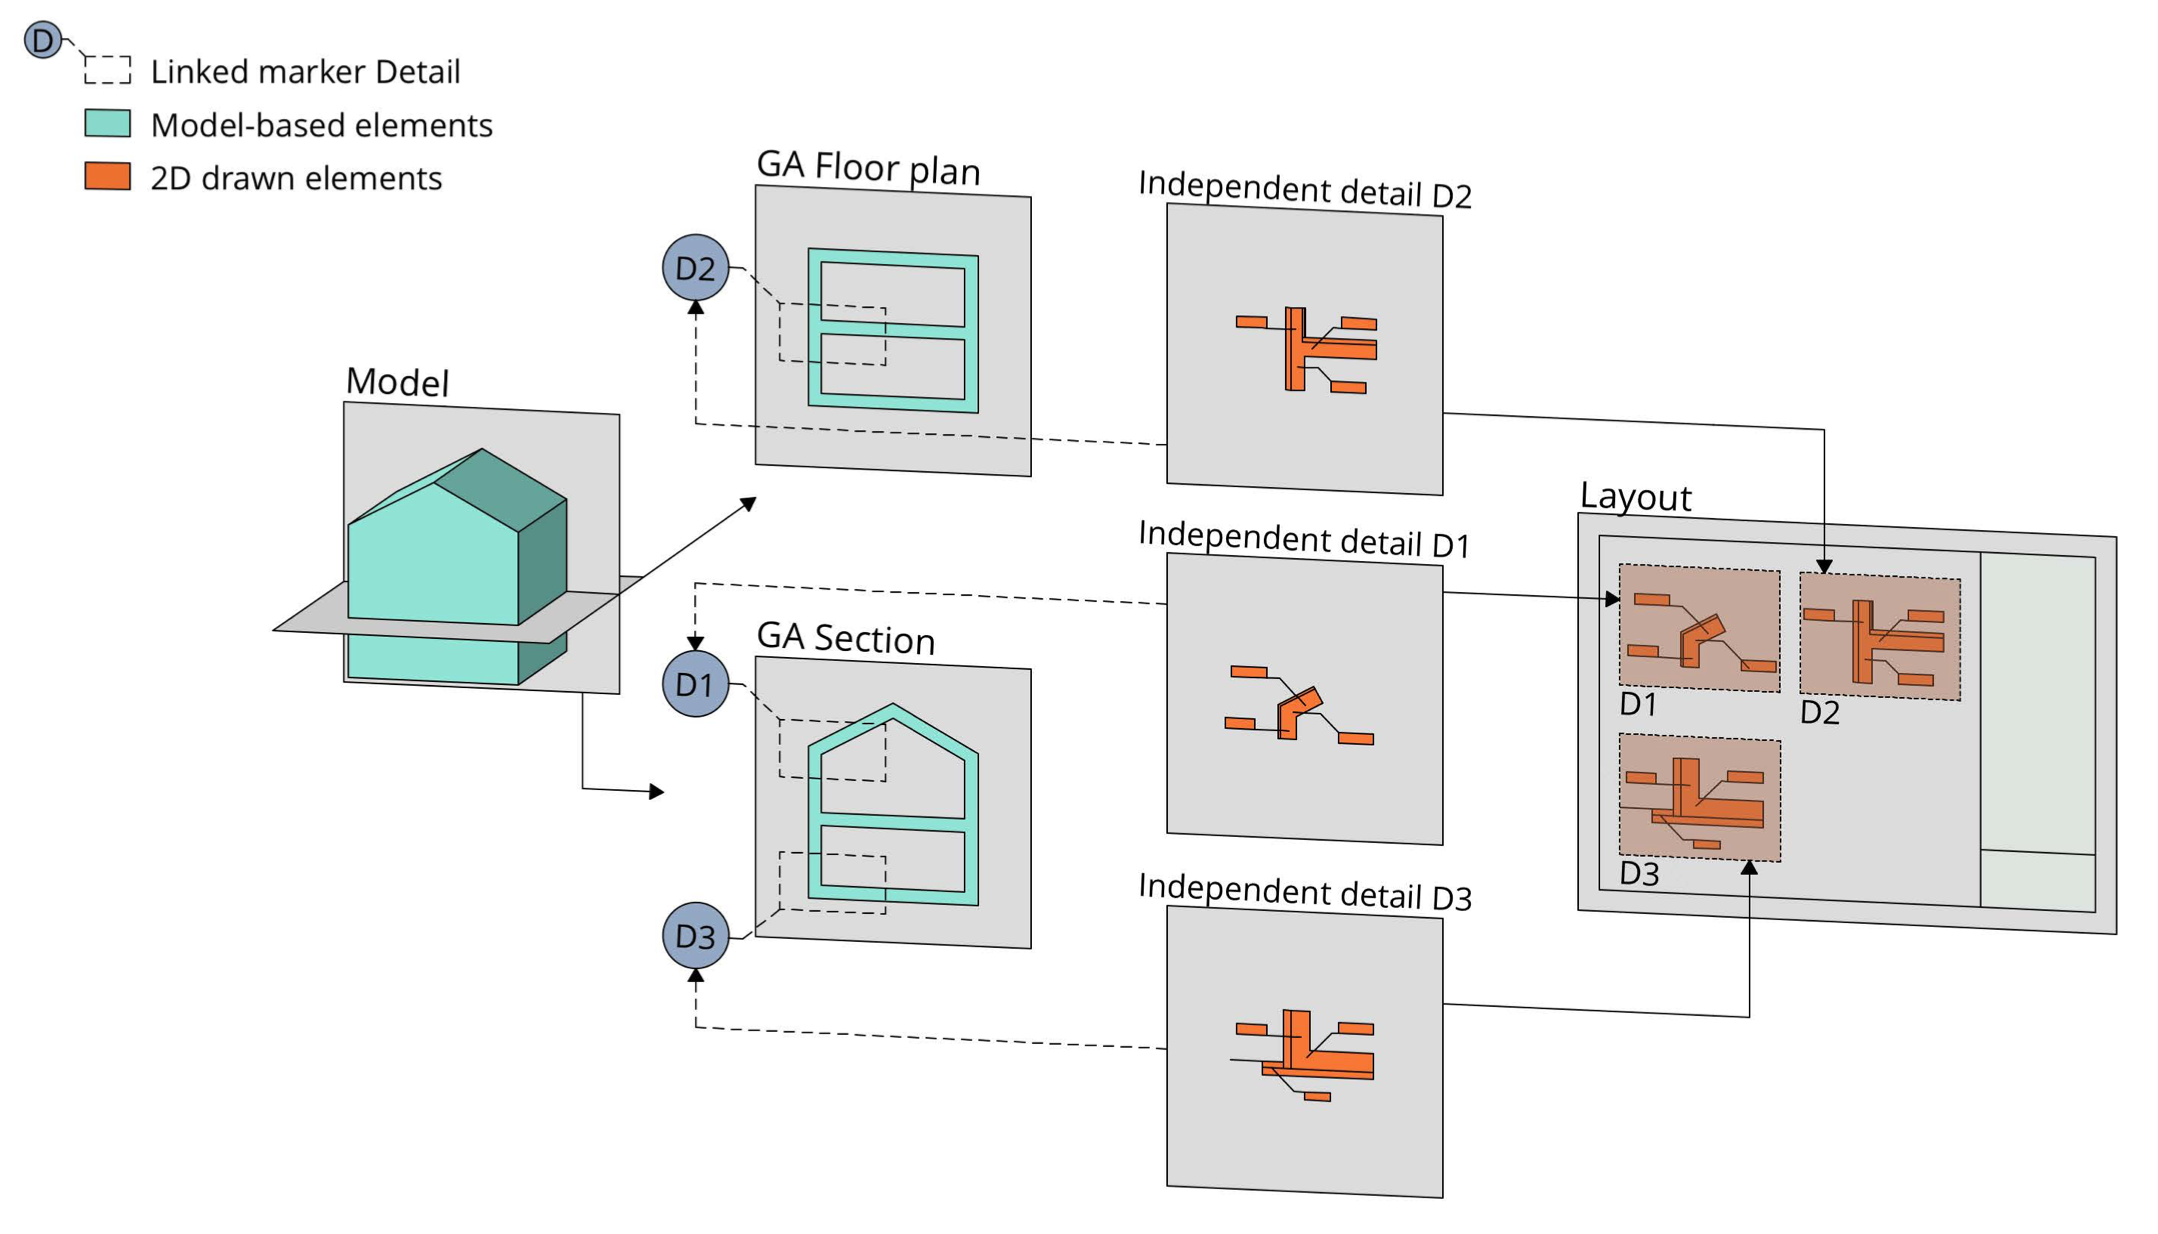 D
Linked marker Detail
Model-based elements
2D drawn elements
GA Floor plan
D2
Independent detail D2
Model
Independent detail D1
Layout
D1
GA Section
D1
D2
D3
D3
Independent detail D3